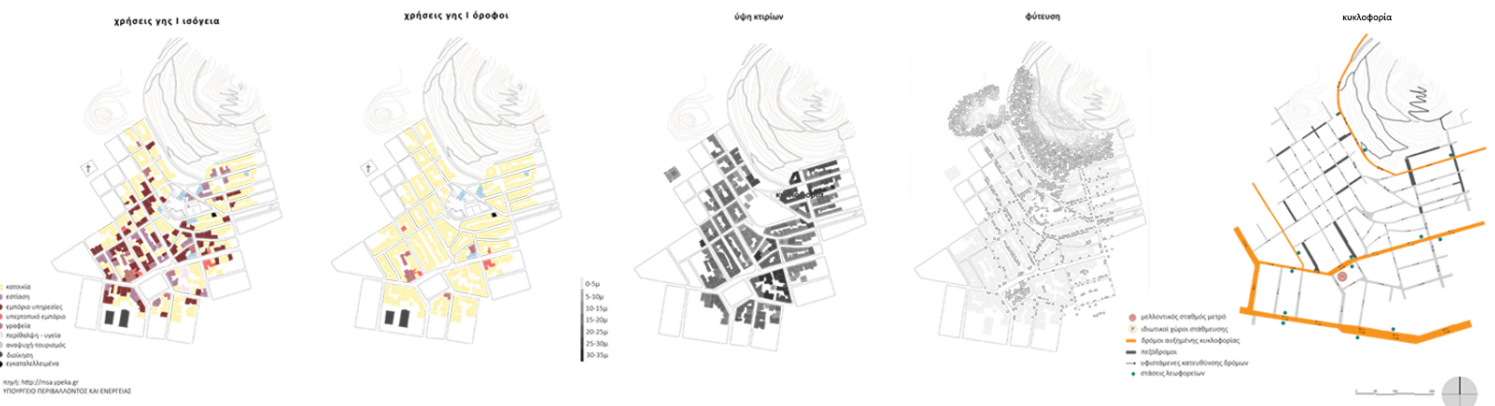 χρήσεις γης Ι ισόγεια
χρήσεις γης Ι όροφοι
ύψη κτιρίων
φύτευση
κυκλοφορία
κυκλοφορία
κατοικία
εστίαση
εμπόριο υπηρεσίες
υπερτοπικό εμπόριο
γραφεία
περίθαλψη - υγεία
αναψυχή-τουρισμός
διοίκηση
εγκαταλελειμένα
πηγή: http://msa.ypeka.gr
ΥΠΟΥΡΓΕΙΟ ΠΕΡΙΒΑΛΛΟΝΤΟΣ ΚΑΙ ΕΝΕΡΓΕΙΑΣ
0-5μ
5-10μ
10-15μ
15-20μ
20-25μ
25-30μ
30-35μ
μελλοντικός σταθμός μετρό
P ιδιωτικοί χώροι στάθμευσης
δρόμοι αυξημένης κυκλοφορίας
πεζόδρομοι
υφιστάμενες κατευθύνσης δρόμων
στάσεις λεωφορείων